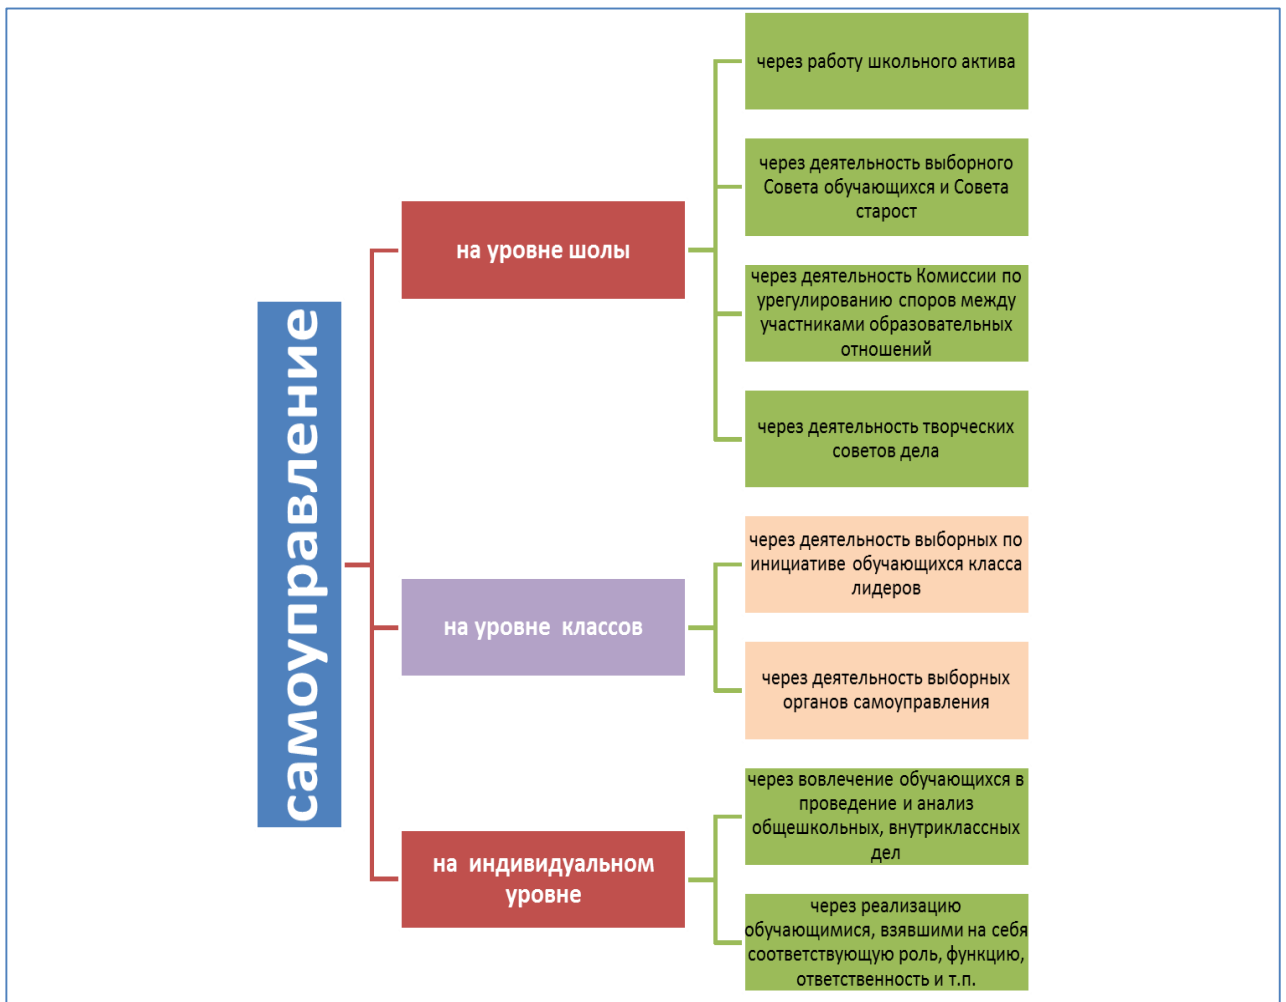 самоуправление
на уровне шолы
через работу школьного актива
через деятельность выборного
Совета обучающихся и Совета
старост
через деятельность Комиссии по
урегулированию споров между
участниками образовательных
отношений
через деятельность творческих
советов дела
на уровне классов
через деятельность выборных по
инициативе обучающихся класса
лидеров
через деятельность выборных
органов самоуправления
на индивидуальном
уровне
через вовлечение обучающихся в
проведение и анализ
общешкольных, внутриклассных
дел
через реализацию
обучающимися, взявшими на себя
соответствующую роль, функцию,
ответственность и т.п.